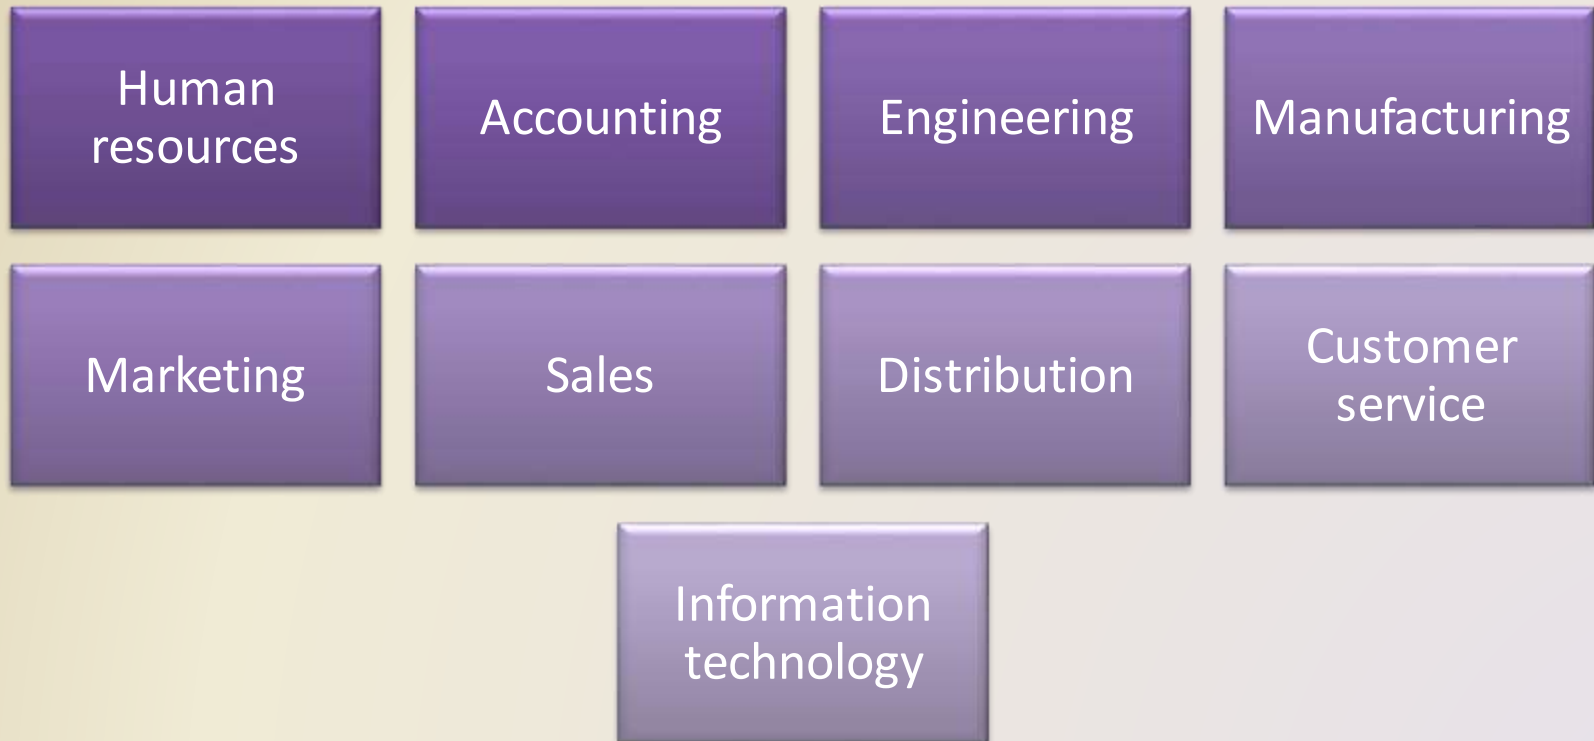 Human
resources
Accounting
Engineering
Manufacturing
Marketing
Sales
Distribution
Customer
service
Information
technology